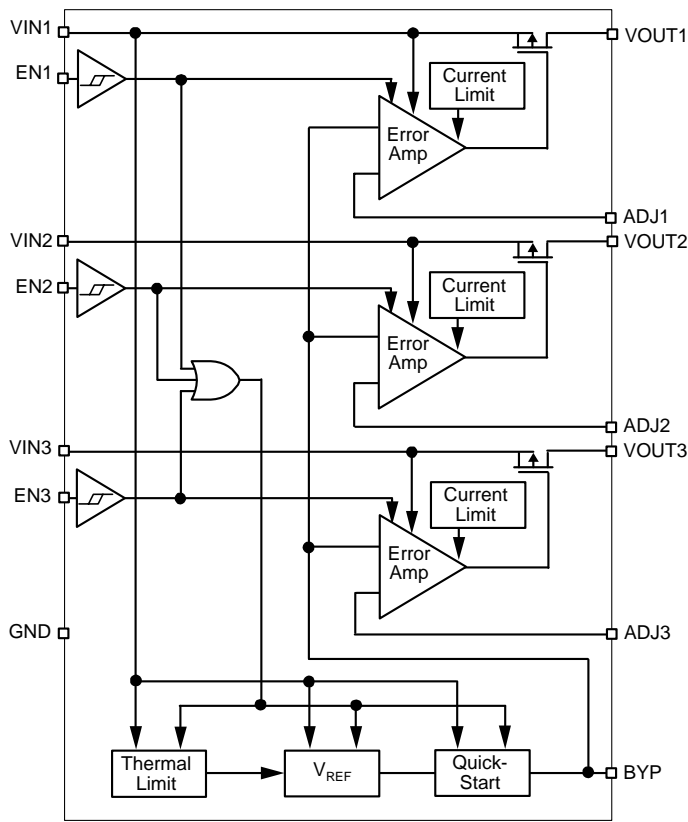 VIN1
VOUT1
EN1
Current
Limit
Error
Amp
ADJ1
VIN2
VOUT2
EN2
Current
Limit
Error
Amp
ADJ2
VIN3
VOUT3
EN3
Current
Limit
Error
Amp
GND
ADJ3
Thermal
Limit
VREF
Quick-
Start
BYP